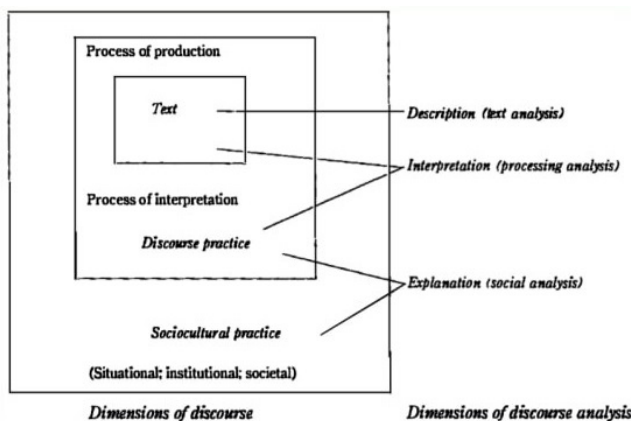 Process of production
Text
Description (text analysis)
Interpretation (processing analysis)
Process of interpretation
Discourse practice
Explanation (social analysis)
Sociocultural practice
(Situational; institutional; societal)
Dimensions of discourse
Dimensions of discourse analysis